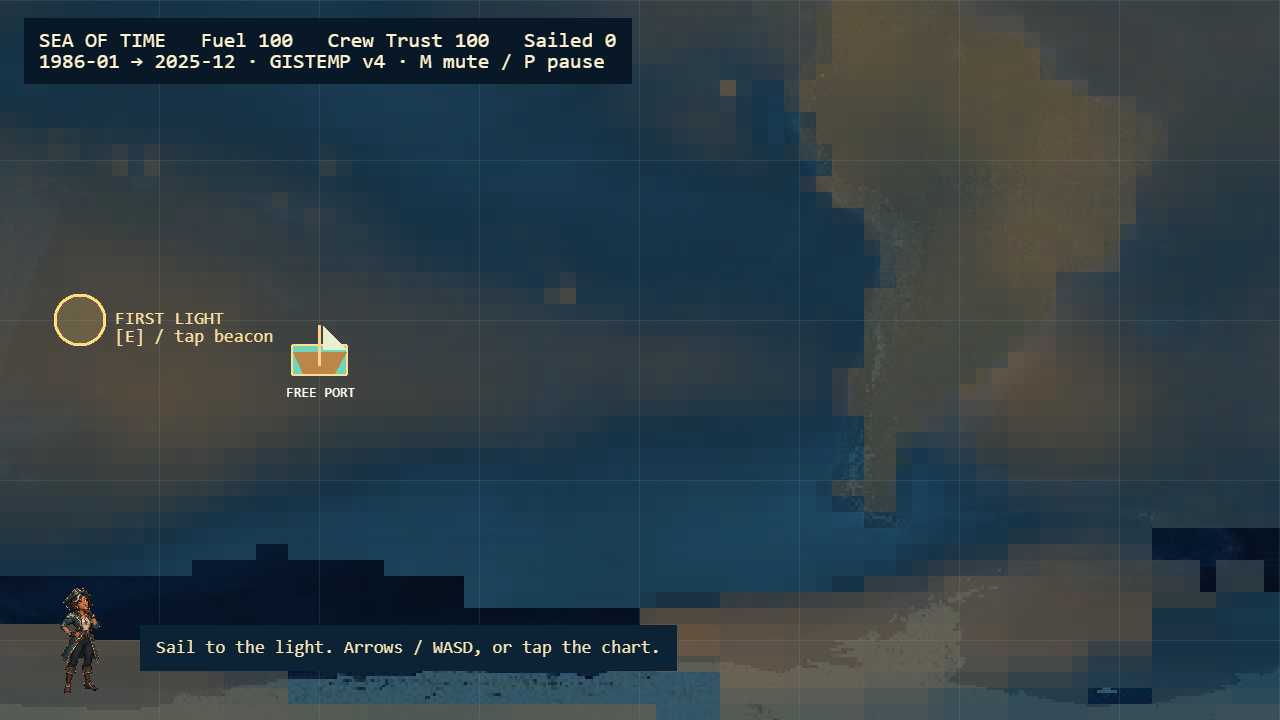 SEA OF TIME   Fuel 100   Crew Trust 100   Sailed 0
1986-01 → 2025-12 · GISTEMP v4 · M mute / P pause
FIRST LIGHT
[E] / tap beacon
FREE PORT
Sail to the light. Arrows / WASD, or tap the chart.